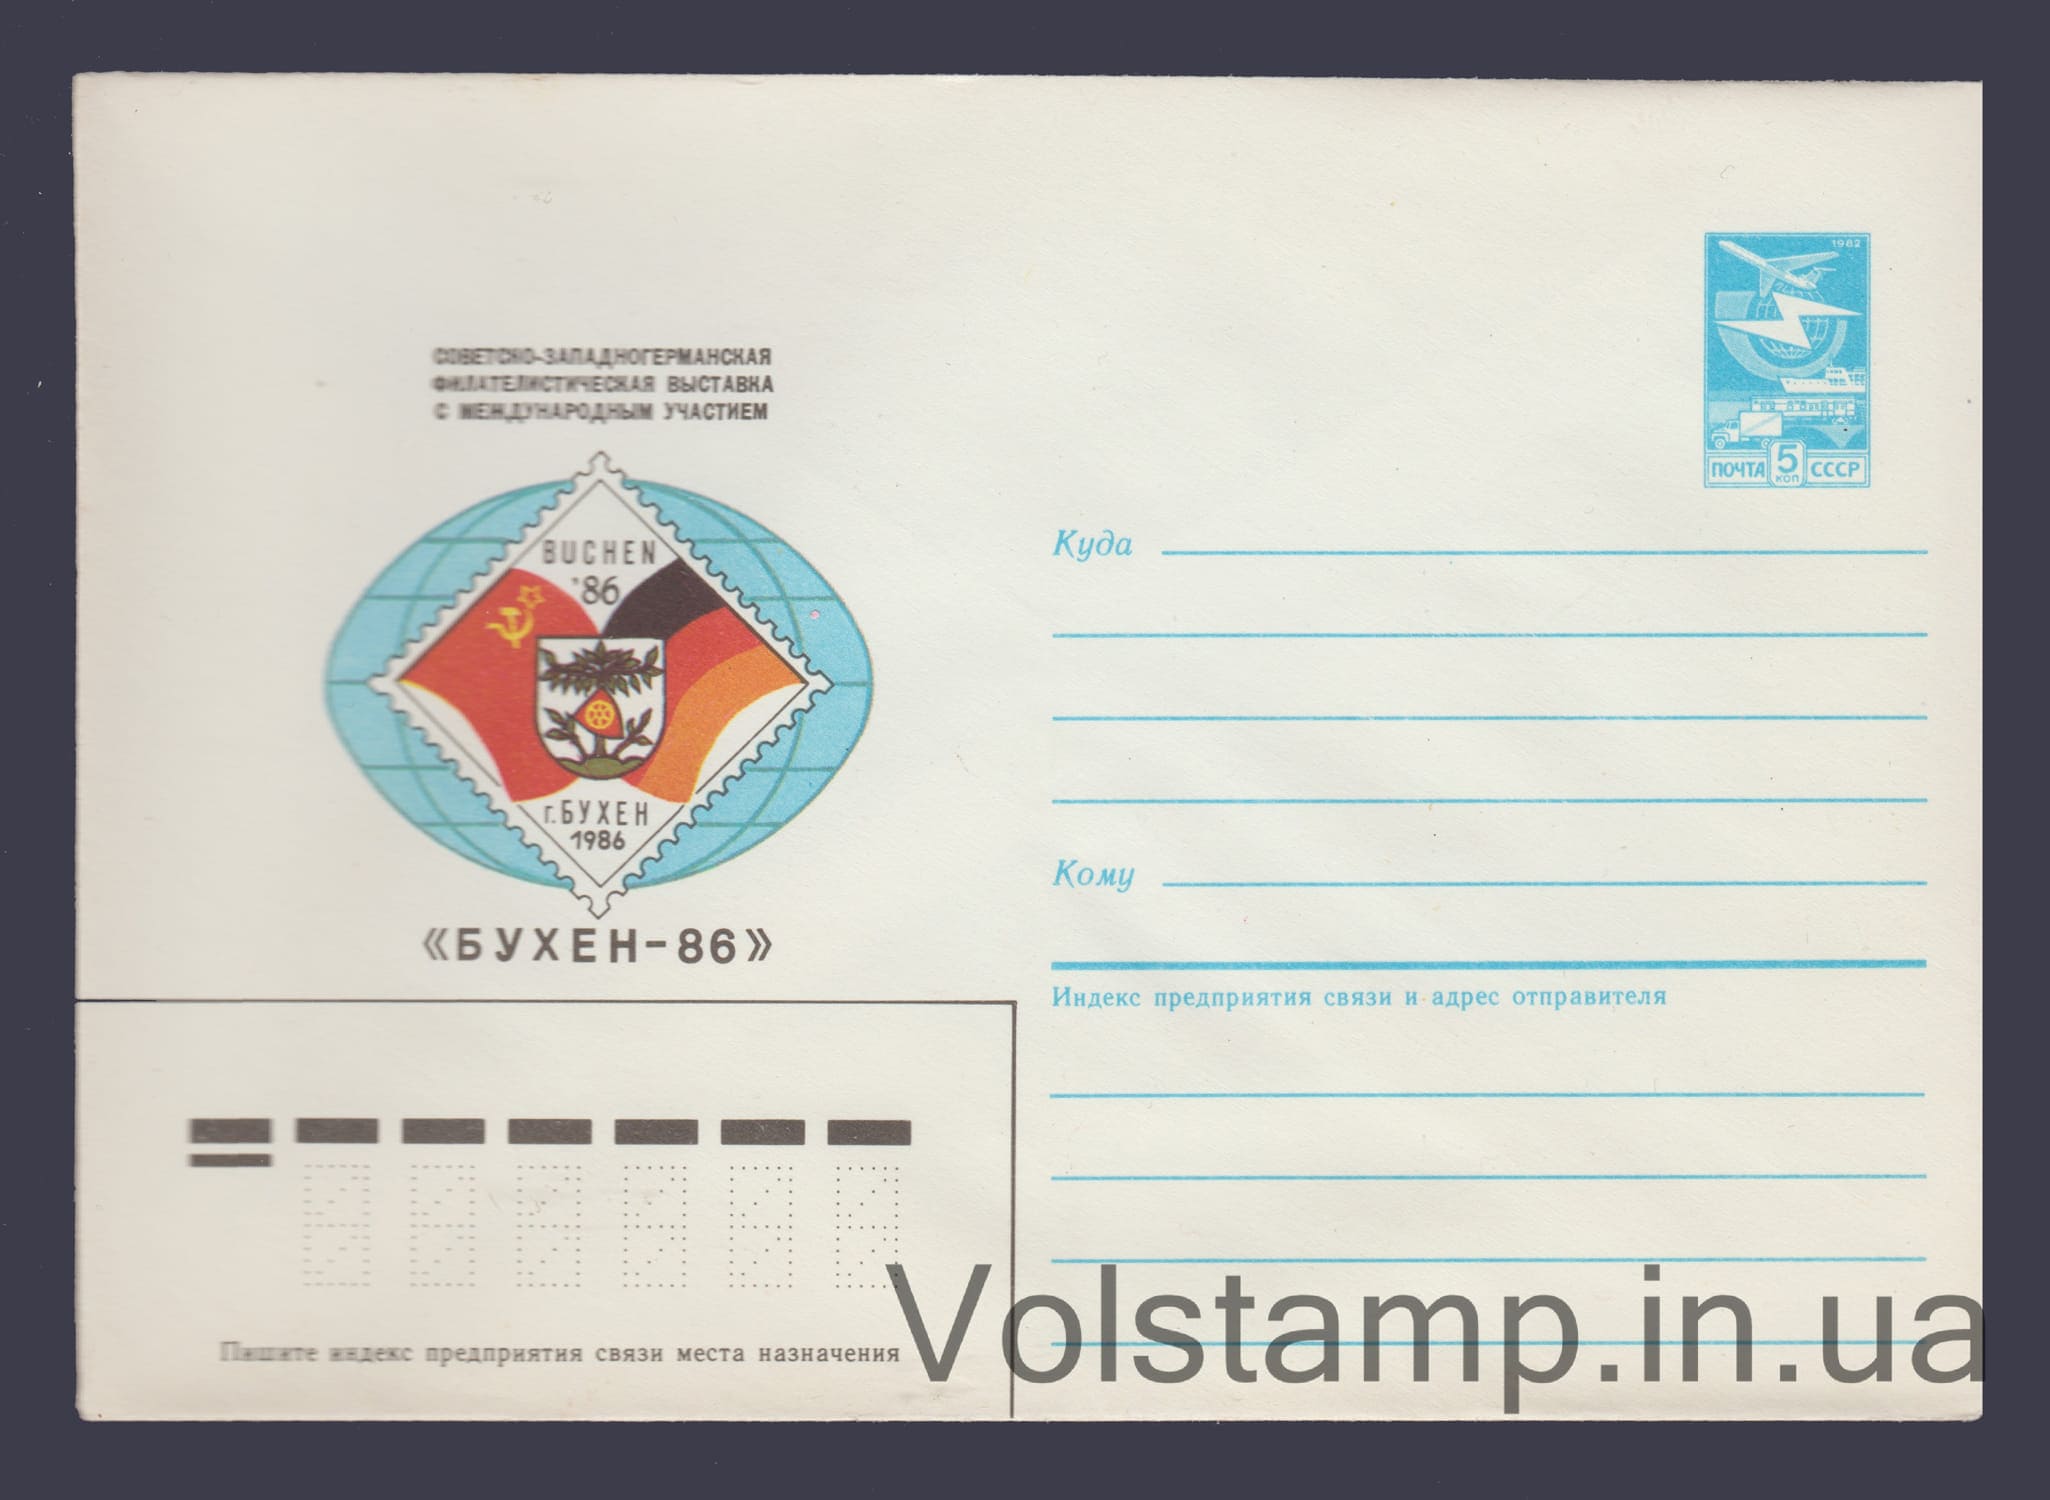 СОВЕТСКО-ЗАПАДНОГЕРМАНСКАЯ
ФИЛАТЕЛИСТИЧЕСКАЯ ВЫСТАВКА
С МЕЖДУНАРОДНЫМ УЧАСТИЕМ
BUCHEN
'86
г. БУХЕН
1986
«БУХЕН-86»
1982
ПОЧТА 5 КОП СССР
Куда
Кому
Индекс предприятия связи и адрес отправителя
Пишите индекс предприятия связи места назначения
Volstamp.in.ua